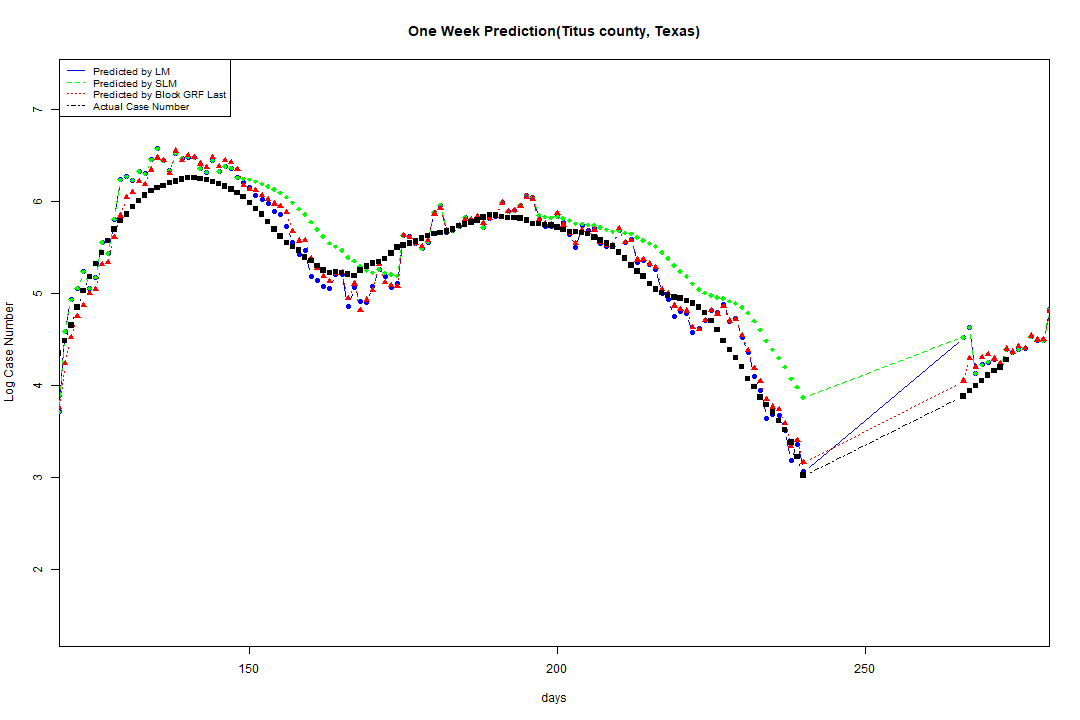 One Week Prediction(Titus county, Texas)
Predicted by LM
Predicted by SLM
Predicted by Block GRF Last
Actual Case Number
7
6
5
4
3
2
Log Case Number
150 200 250
days